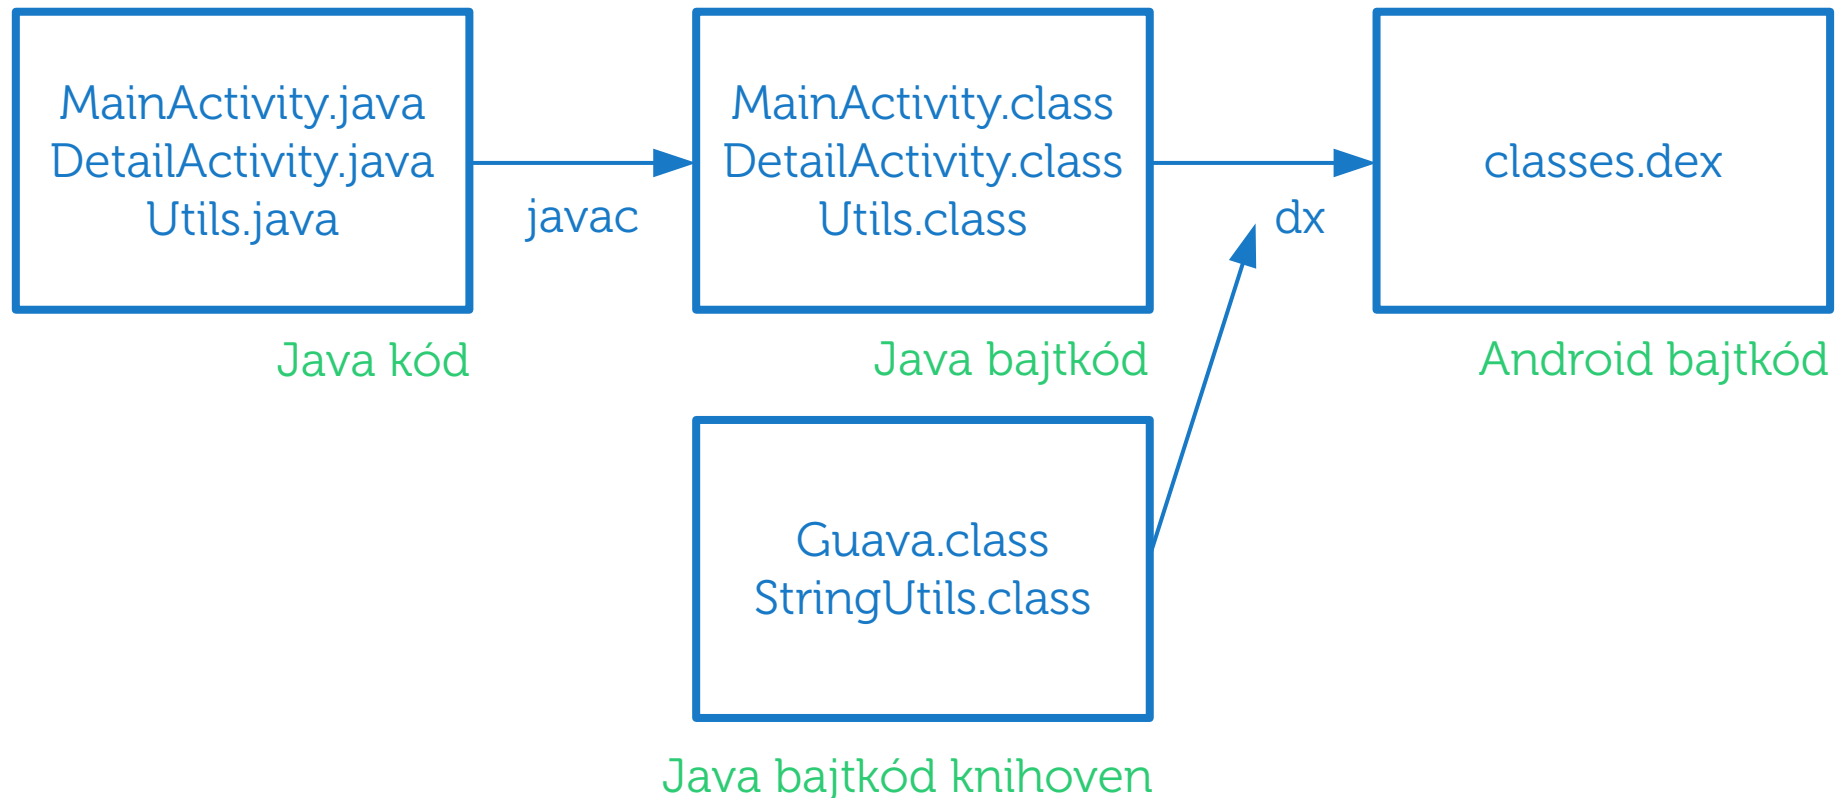 MainActivity.java
DetailActivity.java
Utils.java
javac
MainActivity.class
DetailActivity.class
Utils.class
dx
classes.dex
Java kód
Java bajtkód
Android bajtkód
Guava.class
StringUtils.class
Java bajtkód knihoven